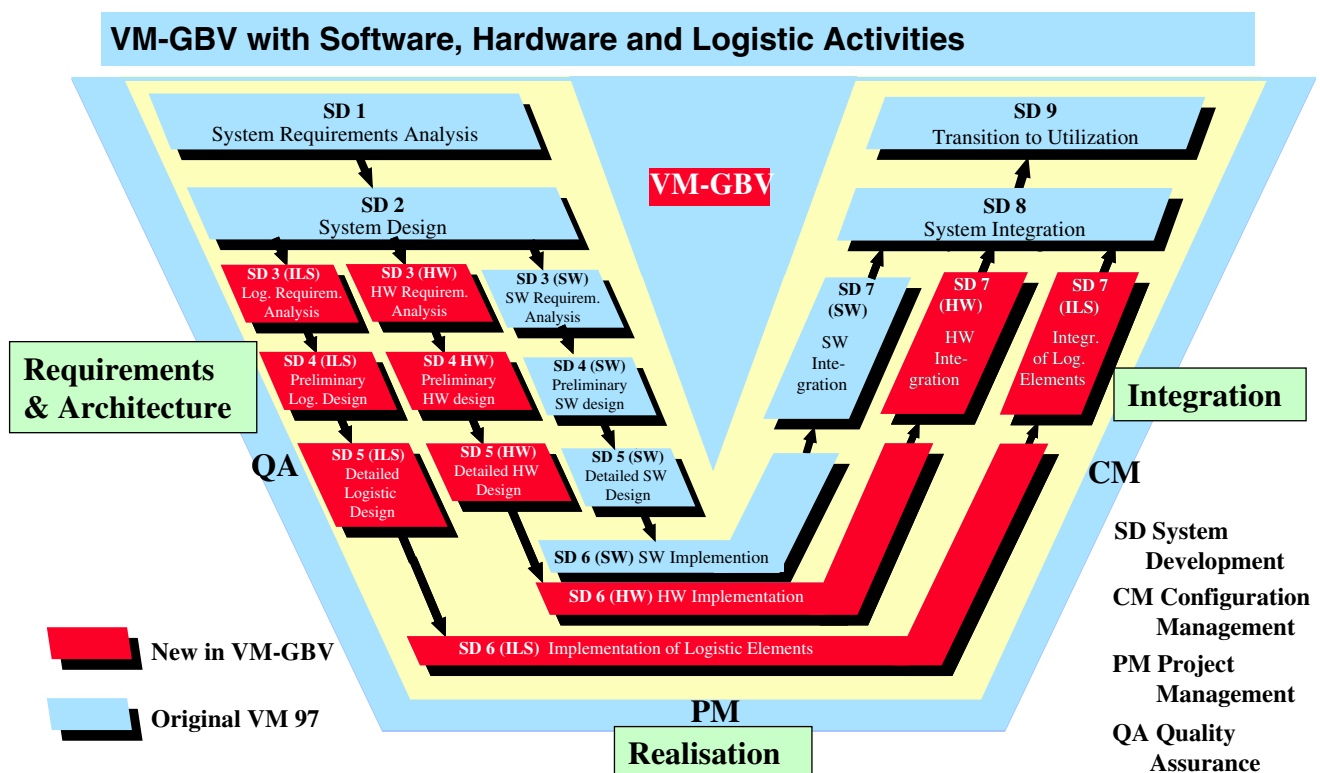 VM-GBV with Software, Hardware and Logistic Activities
SD 1
System Requirements Analysis
SD 2
System Design
SD 3 (ILS)
Log. Requirem.
Analysis
SD 3 (HW)
HW Requirem.
Analysis
SD 3 (SW)
SW Requirem.
Analysis
SD 4 (ILS)
Preliminary
Log. Design
SD 4 HW)
Preliminary
HW design
SD 4 (SW)
Preliminary
SW design
SD 5 (ILS)
Detailed
Logistic
Design
SD 5 (HW)
Detailed HW
Design
SD 5 (SW)
Detailed SW
Design
SD 6 (SW) SW Implemention
SD 6 (HW) HW Implementation
SD 6 (ILS) Implementation of Logistic Elements
VM-GBV
SD 9
Transition to Utilization
SD 8
System Integration
SD 7
(SW)
SW
Inte-
gration
SD 7
(HW)
HW
Inte-
gration
SD 7
(ILS)
Integr.
of Log.
Elements
Requirements
& Architecture
Integration
QA
CM
PM
Realisation
New in VM-GBV
Original VM 97
SD System
Development
CM Configuration
Management
PM Project
Management
QA Quality
Assurance